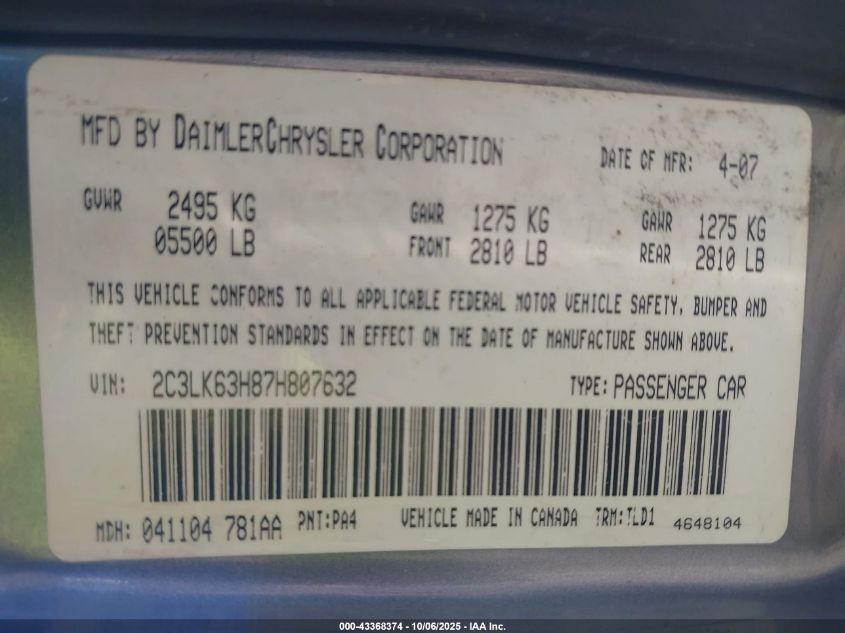 MFD BY DAIMLERCHRYSLER CORPORATION DATE OF MFR: 4-07
GVWR 2495 KG GAWR 1275 KG GAWR 1275 KG
05500 LB FRONT 2810 LB REAR 2810 LB
THIS VEHICLE CONFORMS TO ALL APPLICABLE FEDERAL MOTOR VEHICLE SAFETY, BUMPER AND
THEFT PREVENTION STANDARDS IN EFFECT ON THE DATE OF MANUFACTURE SHOWN ABOVE.
VIN: 2C3LK63H87H807632 TYPE: PASSENGER CAR
MDH: 041104 781AA PNT: PA4 VEHICLE MADE IN CANADA TRM: TLD1 4648104
000-43368374 - 10/06/2025 - IAA Inc.